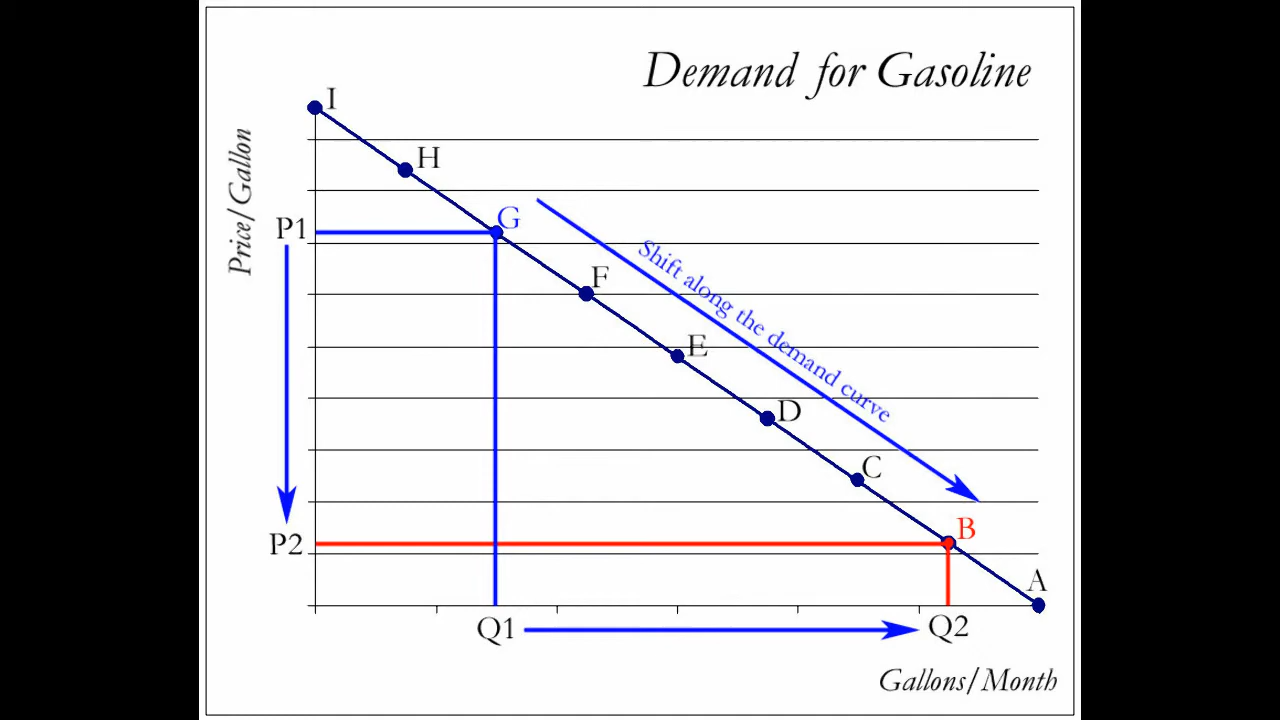 Demand for Gasoline
I
H
Price/Gallon
G
P1
F
Shift along the demand curve
E
D
C
B
P2
A
Q1
Q2
Gallons/Month